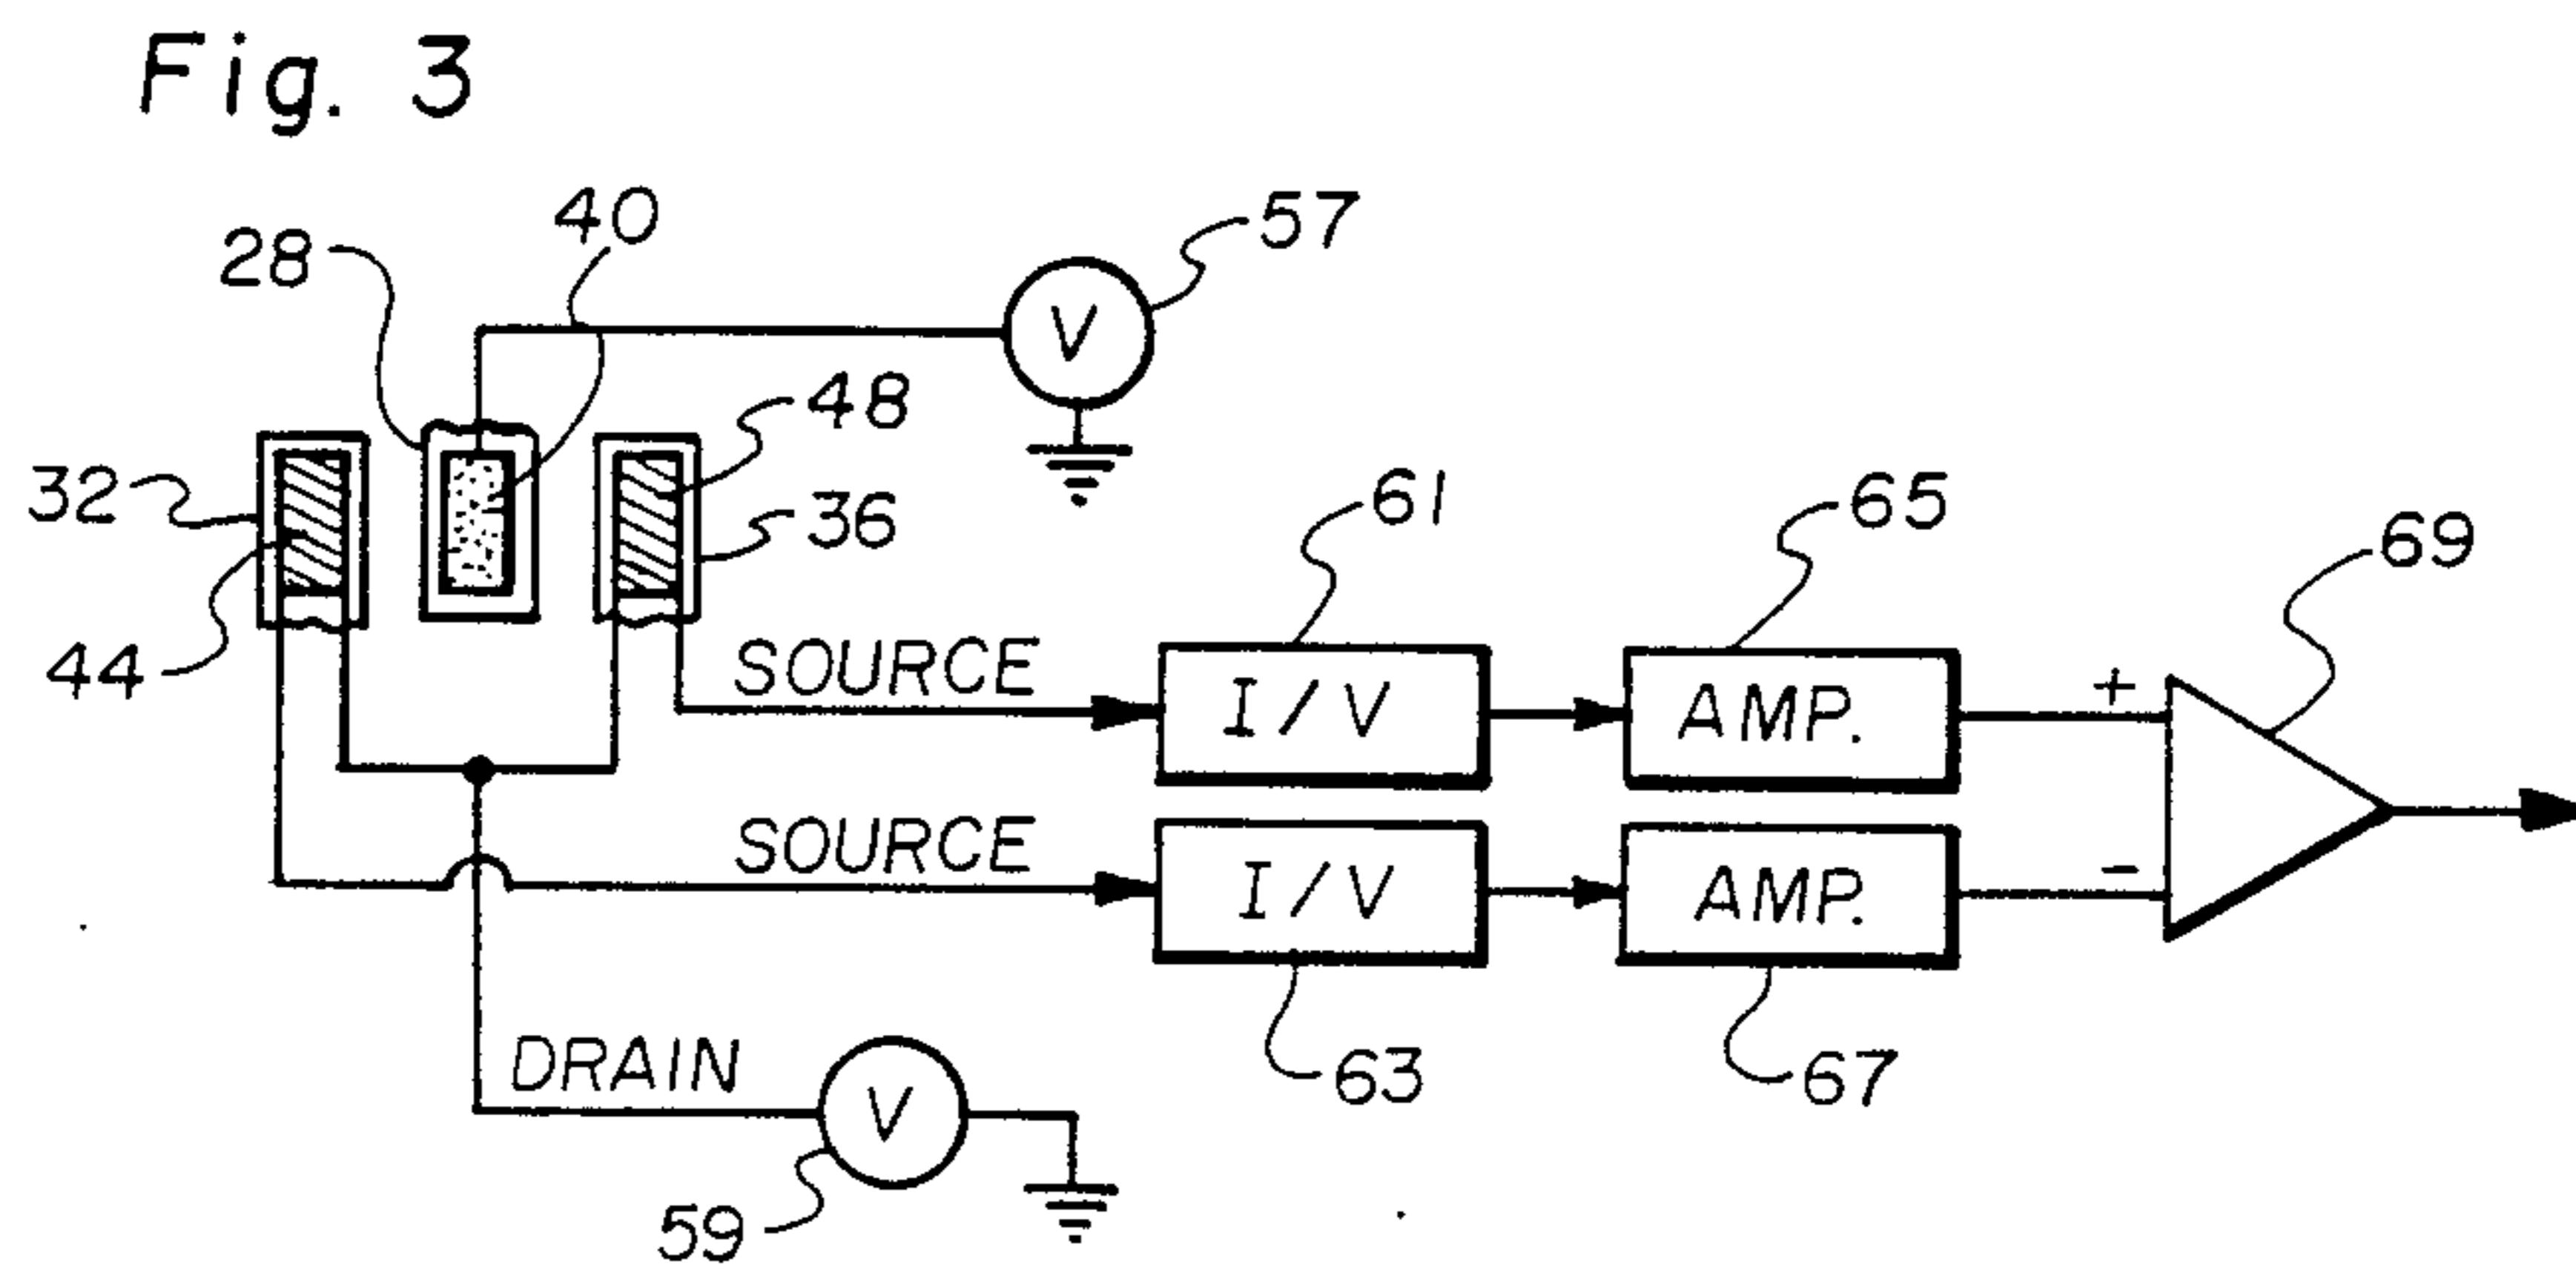 Fig. 3
40
57
28
V
48
32
36
61
65
69
44
SOURCE
I/V
AMP.
+
SOURCE
I/V
AMP.
-
DRAIN
V
63
67
59